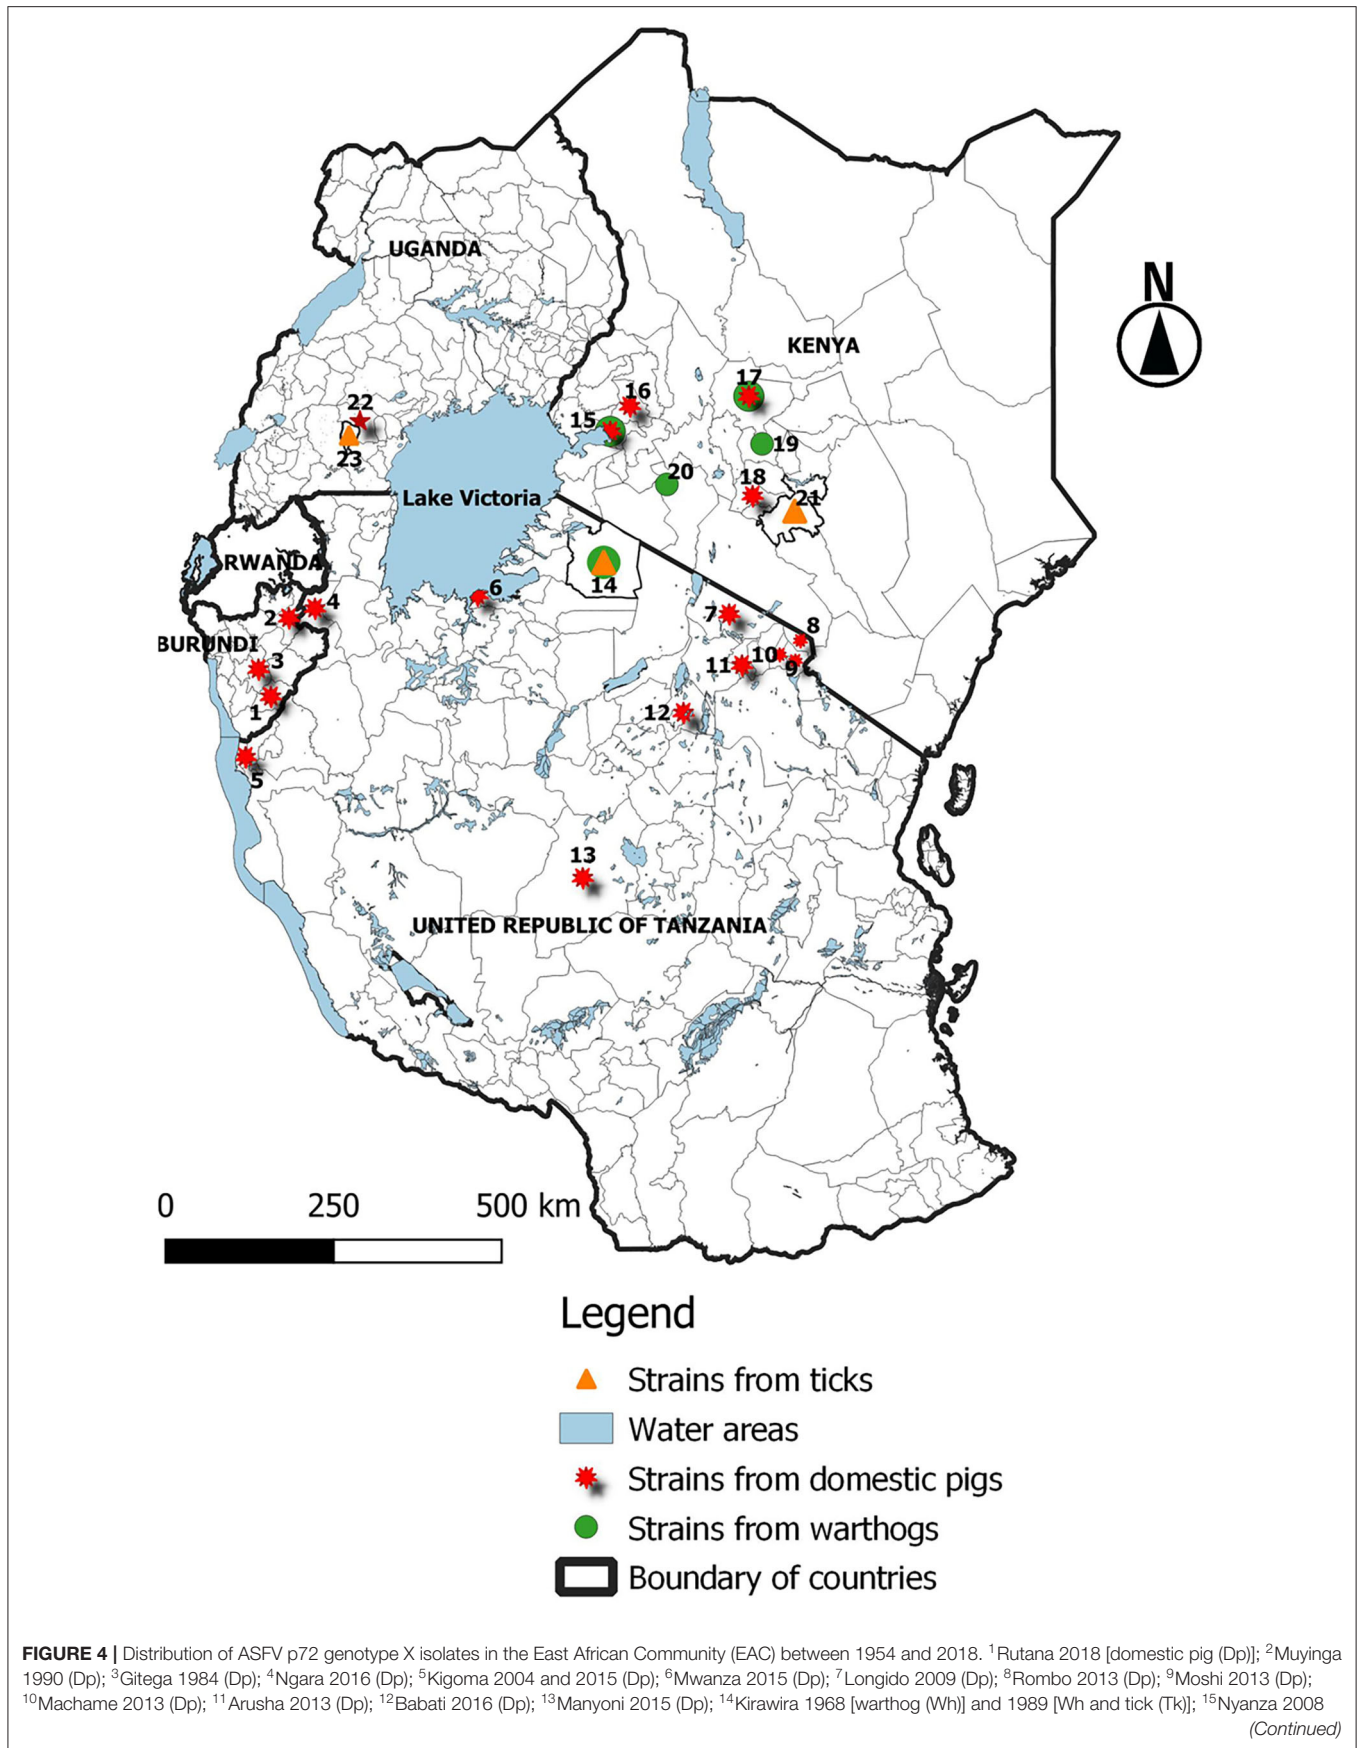 N
UGANDA
KENYA
17
16
22
15
19
23
20
18
21
Lake Victoria
RWANDA
14
6
4
2
7
8
BURUNDI
3
10
11
9
1
12
5
13
UNITED REPUBLIC OF TANZANIA
0 250 500 km
Legend
Strains from ticks
Water areas
Strains from domestic pigs
Strains from warthogs
Boundary of countries
FIGURE 4 | Distribution of ASFV p72 genotype X isolates in the East African Community (EAC) between 1954 and 2018. ¹Rutana 2018 [domestic pig (Dp)]; ²Muyinga
1990 (Dp); ³Gitega 1984 (Dp); ⁴Ngara 2016 (Dp); ⁵Kigoma 2004 and 2015 (Dp); ⁶Mwanza 2015 (Dp); ⁷Longido 2009 (Dp); ⁸Rombo 2013 (Dp); ⁹Moshi 2013 (Dp);
¹⁰Machame 2013 (Dp); ¹¹Arusha 2013 (Dp); ¹²Babati 2016 (Dp); ¹³Manyoni 2015 (Dp); ¹⁴Kirawira 1968 [warthog (Wh)] and 1989 [Wh and tick (Tk)]; ¹⁵Nyanza 2008
(Continued)